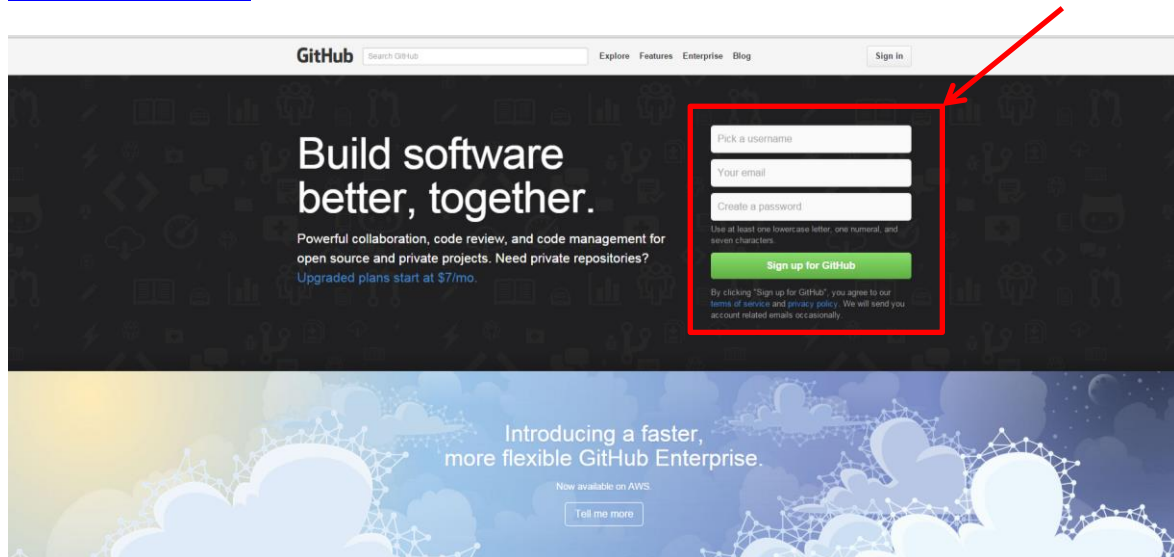 GitHub Search GitHub Explore Features Enterprise Blog Sign in
Build software
better, together.
Powerful collaboration, code review, and code management for
open source and private projects. Need private repositories?
Upgraded plans start at $7/mo.
Pick a username
Your email
Create a password
Use at least one lowercase letter, one numeral, and
seven characters.
Sign up for GitHub
By clicking "Sign up for GitHub", you agree to our
terms of service and privacy policy. We will send you
account related emails occasionally.
Introducing a faster,
more flexible GitHub Enterprise.
Now available on AWS.
Tell me more